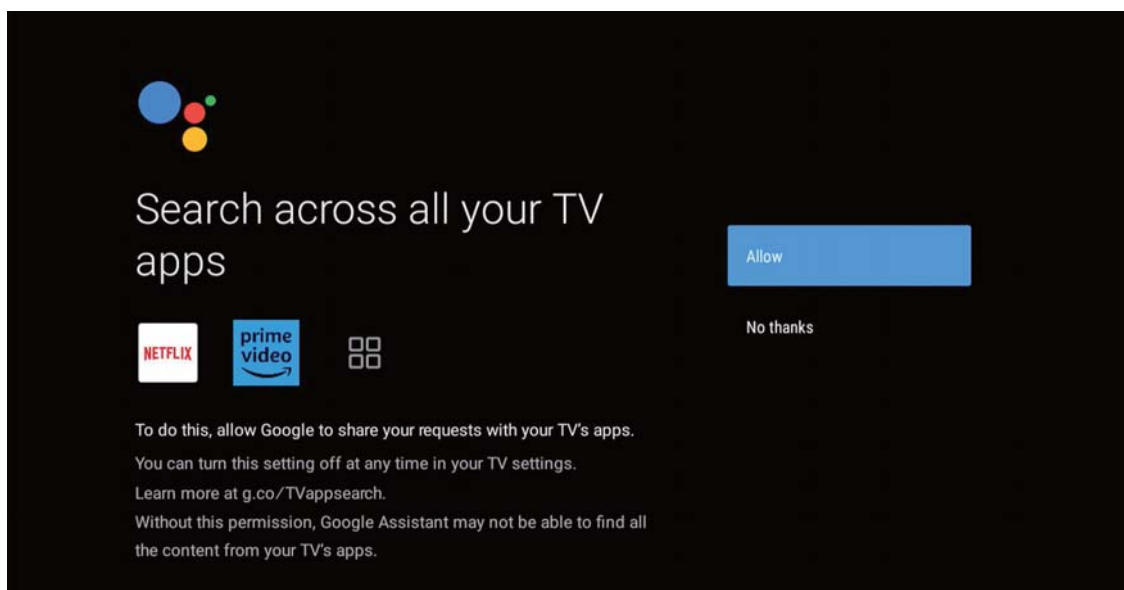 Search across all your TV
apps
Allow
No thanks
NETFLIX
prime
video
To do this, allow Google to share your requests with your TV's apps.
You can turn this setting off at any time in your TV settings.
Learn more at g.co/TVappsearch.
Without this permission, Google Assistant may not be able to find all
the content from your TV's apps.